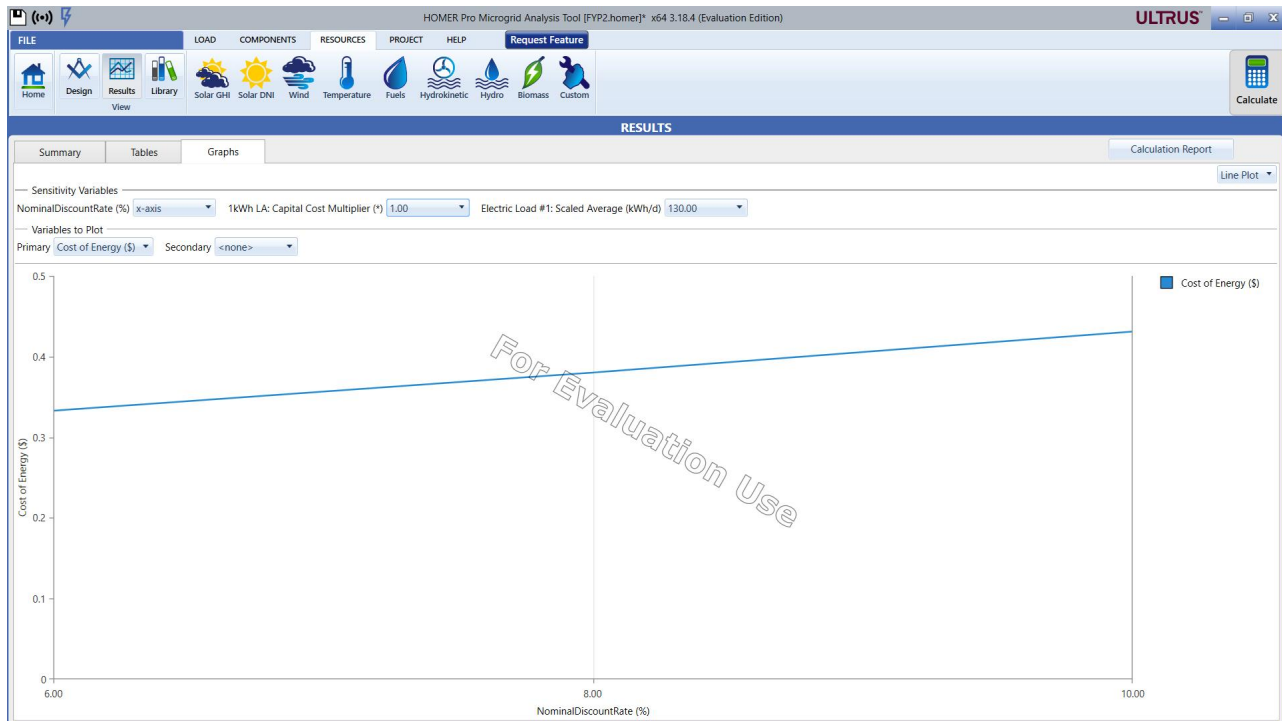 HOMER Pro Microgrid Analysis Tool [FYP2.homer]* x64 3.18.4 (Evaluation Edition)
ULTRUS
FILE LOAD COMPONENTS RESOURCES PROJECT HELP Request Feature
Home Design Results Library Solar GHI Solar DNI Wind Temperature Fuels Hydrokinetic Hydro Biomass Custom Calculate
View
RESULTS
Summary Tables Graphs Calculation Report
Line Plot
Sensitivity Variables
NominalDiscountRate (%) x-axis 1kWh LA: Capital Cost Multiplier (*) 1.00 Electric Load #1: Scaled Average (kWh/d) 130.00
Variables to Plot
Primary Cost of Energy ($) Secondary <none>
0.5
Cost of Energy ($)
0.4
For Evaluation Use
0.3
Cost of Energy ($)
0.2
0.1
0
6.00 8.00 10.00
NominalDiscountRate (%)